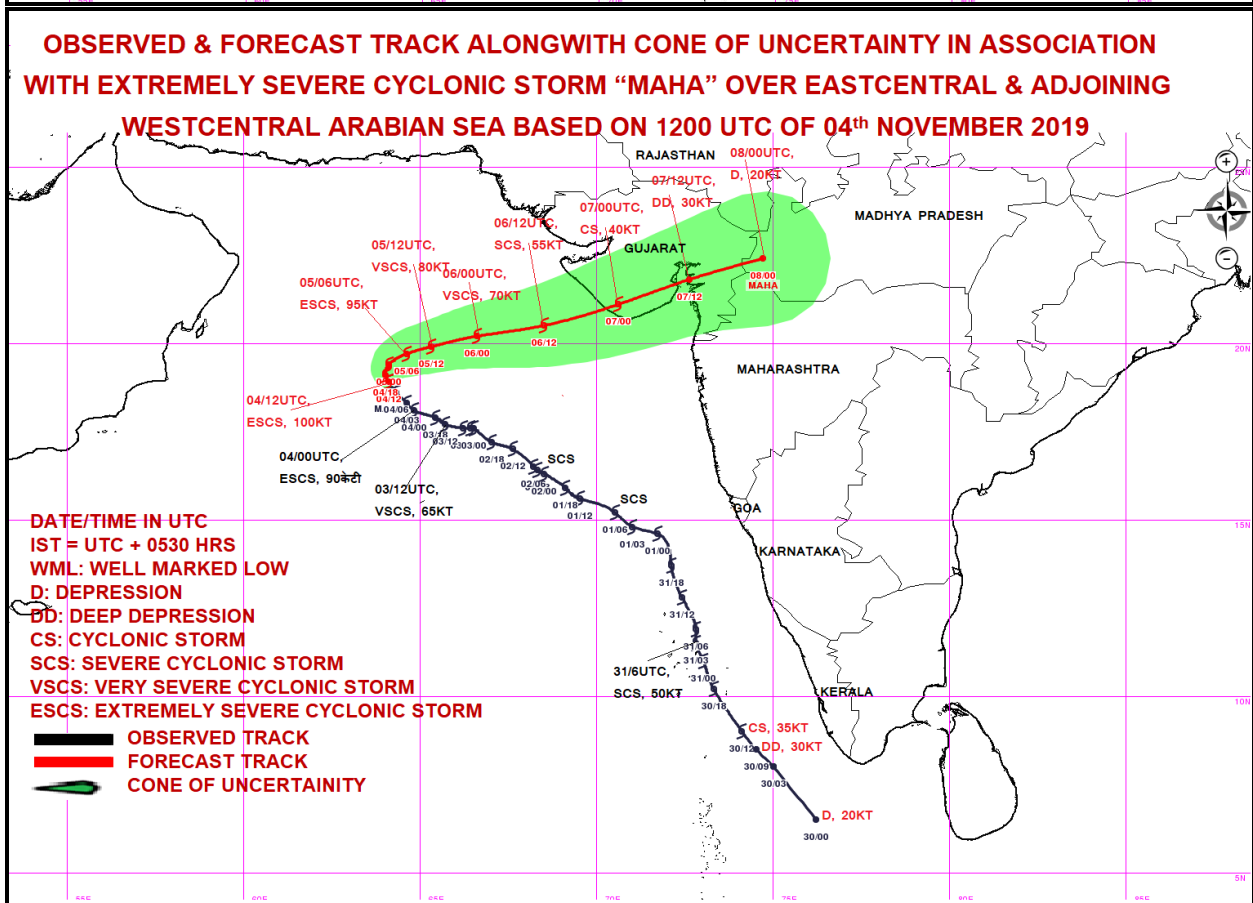 OBSERVED & FORECAST TRACK ALONGWITH CONE OF UNCERTAINTY IN ASSOCIATION
WITH EXTREMELY SEVERE CYCLONIC STORM “MAHA” OVER EASTCENTRAL & ADJOINING
WESTCENTRAL ARABIAN SEA BASED ON 1200 UTC OF 04th NOVEMBER 2019
RAJASTHAN
08/00UTC,
D, 20KT
07/12UTC,
DD, 30KT
MADHYA PRADESH
07/00UTC,
CS, 40KT
06/12UTC,
SCS, 55KT
GUJARAT
05/12UTC,
VSCS, 80KT
06/00UTC,
VSCS, 70KT
05/06UTC,
ESCS, 95KT
08/00
MAHA
07/12
07/00
06/12
06/00
05/12
05/06
20N
MAHARASHTRA
04/18
04/12
04/12UTC,
ESCS, 100KT
04/06
04/03
04/00
03/18
03/12
03/00
04/00UTC,
ESCS, 90केटी
02/18
02/12
SCS
02/06
02/00
03/12UTC,
VSCS, 65KT
01/18
01/12
SCS
01/06
01/03
01/00
GOA
15N
KARNATAKA
31/18
31/12
31/06
31/03
31/00
31/6UTC,
SCS, 50KT
KERALA
10N
30/18
CS, 35KT
30/12
DD, 30KT
30/09
30/03
D, 20KT
30/00
DATE/TIME IN UTC
IST = UTC + 0530 HRS
WML: WELL MARKED LOW
D: DEPRESSION
DD: DEEP DEPRESSION
CS: CYCLONIC STORM
SCS: SEVERE CYCLONIC STORM
VSCS: VERY SEVERE CYCLONIC STORM
ESCS: EXTREMELY SEVERE CYCLONIC STORM
OBSERVED TRACK
FORECAST TRACK
CONE OF UNCERTAINITY
5N